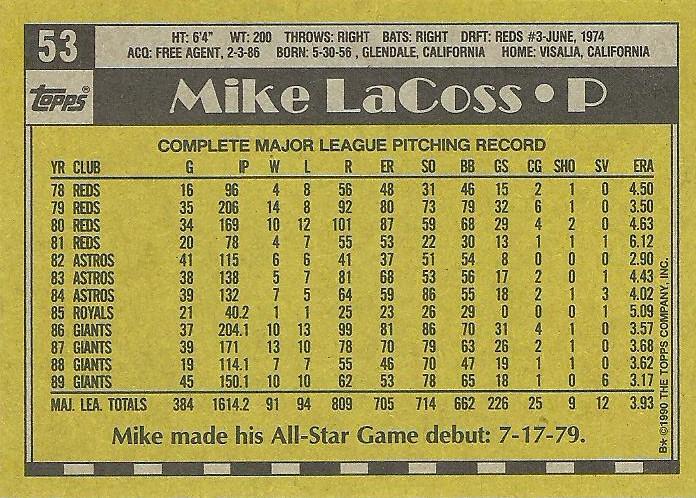 53
HT: 6'4" WT: 200 THROWS: RIGHT BATS: RIGHT DRFT: REDS #3-JUNE, 1974
ACQ: FREE AGENT, 2-3-86 BORN: 5-30-56 , GLENDALE, CALIFORNIA HOME: VISALIA, CALIFORNIA
Topps®
Mike LaCoss • P
COMPLETE MAJOR LEAGUE PITCHING RECORD
YR CLUB G IP W L R ER SO BB GS CG SHO SV ERA
78 REDS 16 96 4 8 56 48 31 46 15 2 1 0 4.50
79 REDS 35 206 14 8 92 80 73 79 32 6 1 0 3.50
80 REDS 34 169 10 12 101 87 59 68 29 4 2 0 4.63
81 REDS 20 78 4 7 55 53 22 30 13 1 1 1 6.12
82 ASTROS 41 115 6 6 41 37 51 54 8 0 0 0 2.90
83 ASTROS 38 138 5 7 81 68 53 56 17 2 0 1 4.43
84 ASTROS 39 132 7 5 64 59 86 55 18 2 1 3 4.02
85 ROYALS 21 40.2 1 1 25 23 26 29 0 0 0 1 5.09
86 GIANTS 37 204.1 10 13 99 81 86 70 31 4 1 0 3.57
87 GIANTS 39 171 13 10 78 70 79 63 26 2 1 0 3.68
88 GIANTS 19 114.1 7 7 55 46 70 47 19 1 1 0 3.62
89 GIANTS 45 150.1 10 10 62 53 78 65 18 1 0 6 3.17
MAJ. LEA. TOTALS 384 1614.2 91 94 809 705 714 662 226 25 9 12 3.93
Mike made his All-Star Game debut: 7-17-79.
B* ©1990 THE TOPPS COMPANY, INC.